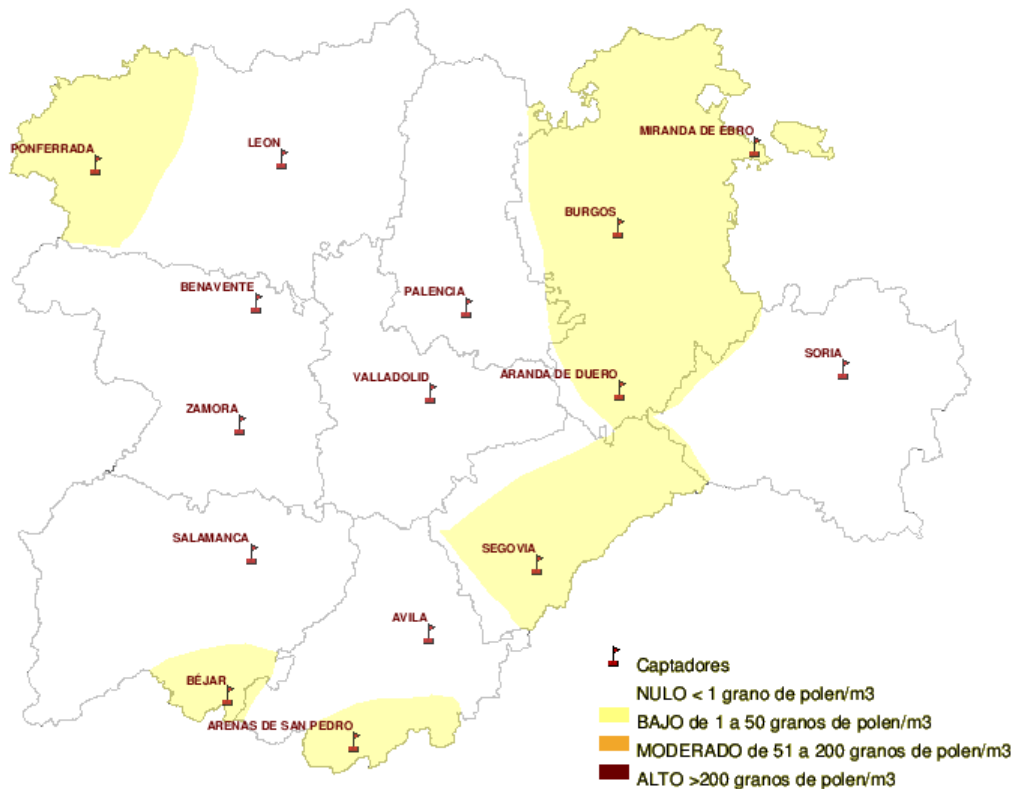 MIRANDA DE EBRO
PONFERRADA
LEON
BURGOS
BENAVENTE
PALENCIA
SORIA
VALLADOLID
ARANDA DE DUERO
ZAMORA
SALAMANCA
SEGOVIA
AVILA
BÉJAR
ARENAS DE SAN PEDRO
Captadores
NULO < 1 grano de polen/m3
BAJO de 1 a 50 granos de polen/m3
MODERADO de 51 a 200 granos de polen/m3
ALTO >200 granos de polen/m3